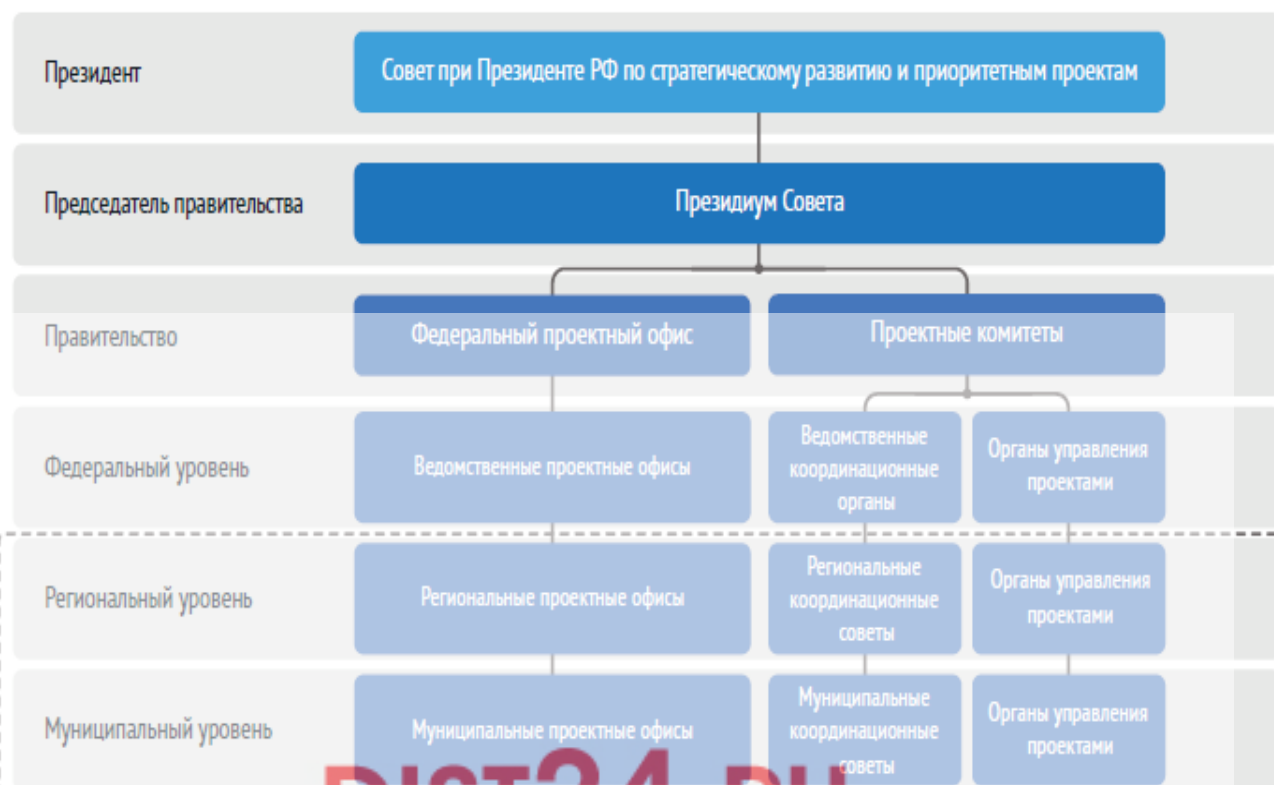 Президент
Совет при Президенте РФ по стратегическому развитию и приоритетным проектам
Председатель правительства
Президиум Совета
Правительство
Федеральный проектный офис
Проектные комитеты
Федеральный уровень
Ведомственные проектные офисы
Ведомственные
координационные
органы
Органы управления
проектами
Региональный уровень
Региональные проектные офисы
Региональные
координационные
советы
Органы управления
проектами
Муниципальный уровень
Муниципальные проектные офисы
Муниципальные
координационные
советы
Органы управления
проектами